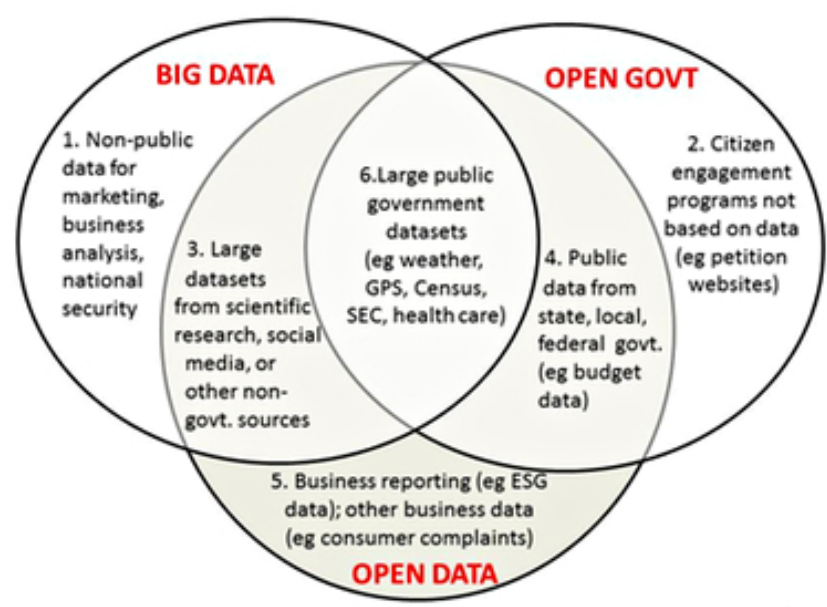 BIG DATA
OPEN GOVT
1. Non-public
data for
marketing,
business
analysis,
national
security
2. Citizen
engagement
programs not
based on data
(eg petition
websites)
3. Large
datasets
from scientific
research, social
media, or
other non-
govt. sources
6.Large public
government
datasets
(eg weather,
GPS, Census,
SEC, health care)
4. Public
data from
state, local,
federal govt.
(eg budget
data)
5. Business reporting (eg ESG
data); other business data
(eg consumer complaints)
OPEN DATA